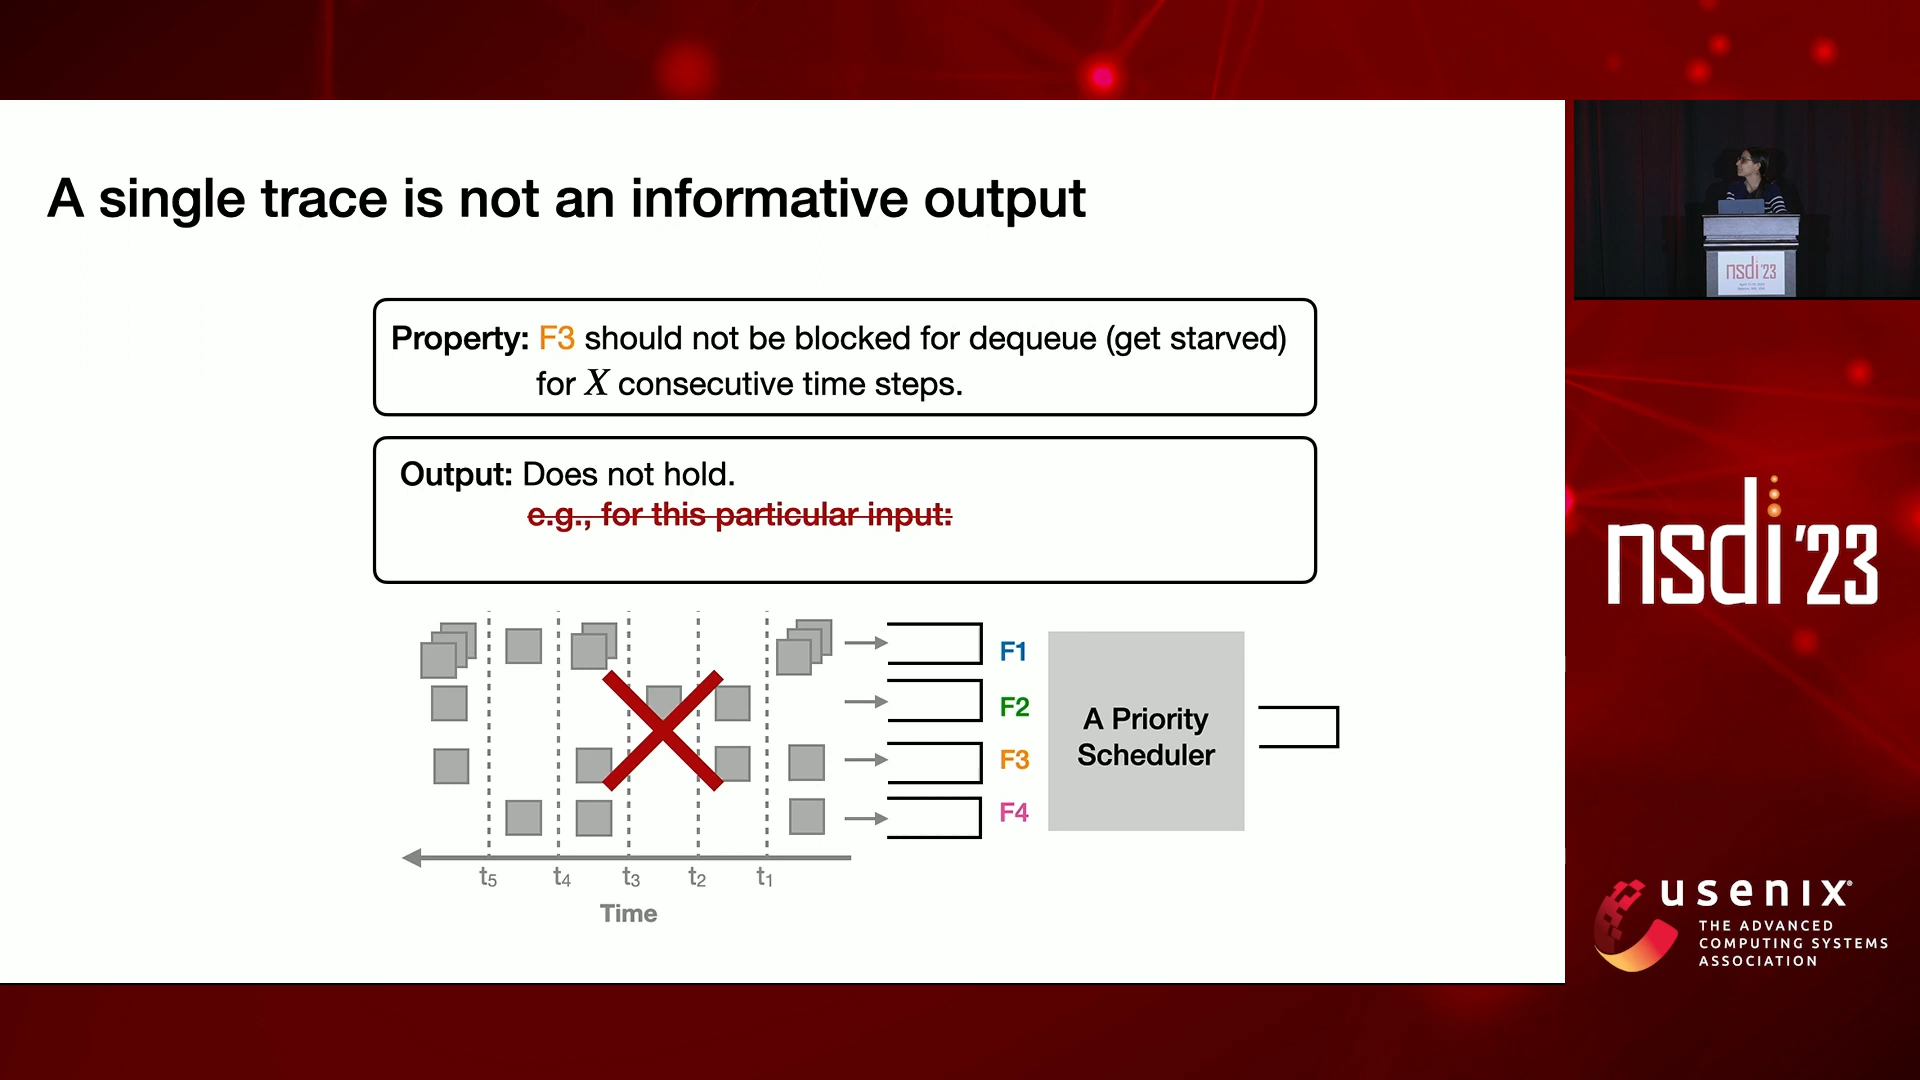 A single trace is not an informative output
Property: F3 should not be blocked for dequeue (get starved)
for X consecutive time steps.
Output: Does not hold.
e.g., for this particular input:
F1
F2
F3
F4
A Priority
Scheduler
t5 t4 t3 t2 t1
Time
nsdi '23
nsdi '23
usenix®
THE ADVANCED
COMPUTING SYSTEMS
ASSOCIATION